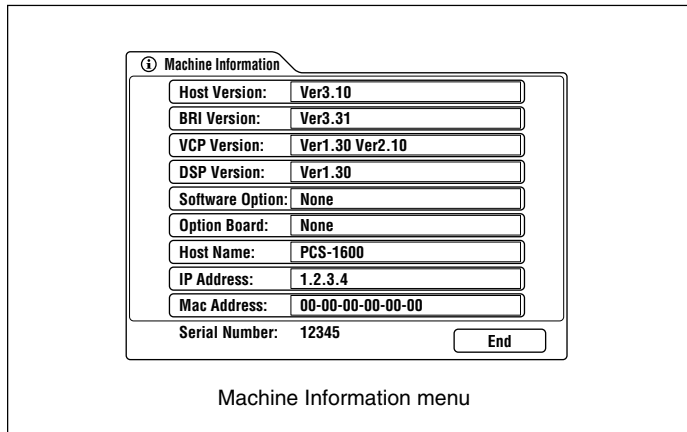 Machine Information
Host Version: Ver3.10
BRI Version: Ver3.31
VCP Version: Ver1.30 Ver2.10
DSP Version: Ver1.30
Software Option: None
Option Board: None
Host Name: PCS-1600
IP Address: 1.2.3.4
Mac Address: 00-00-00-00-00-00
Serial Number: 12345
End
Machine Information menu